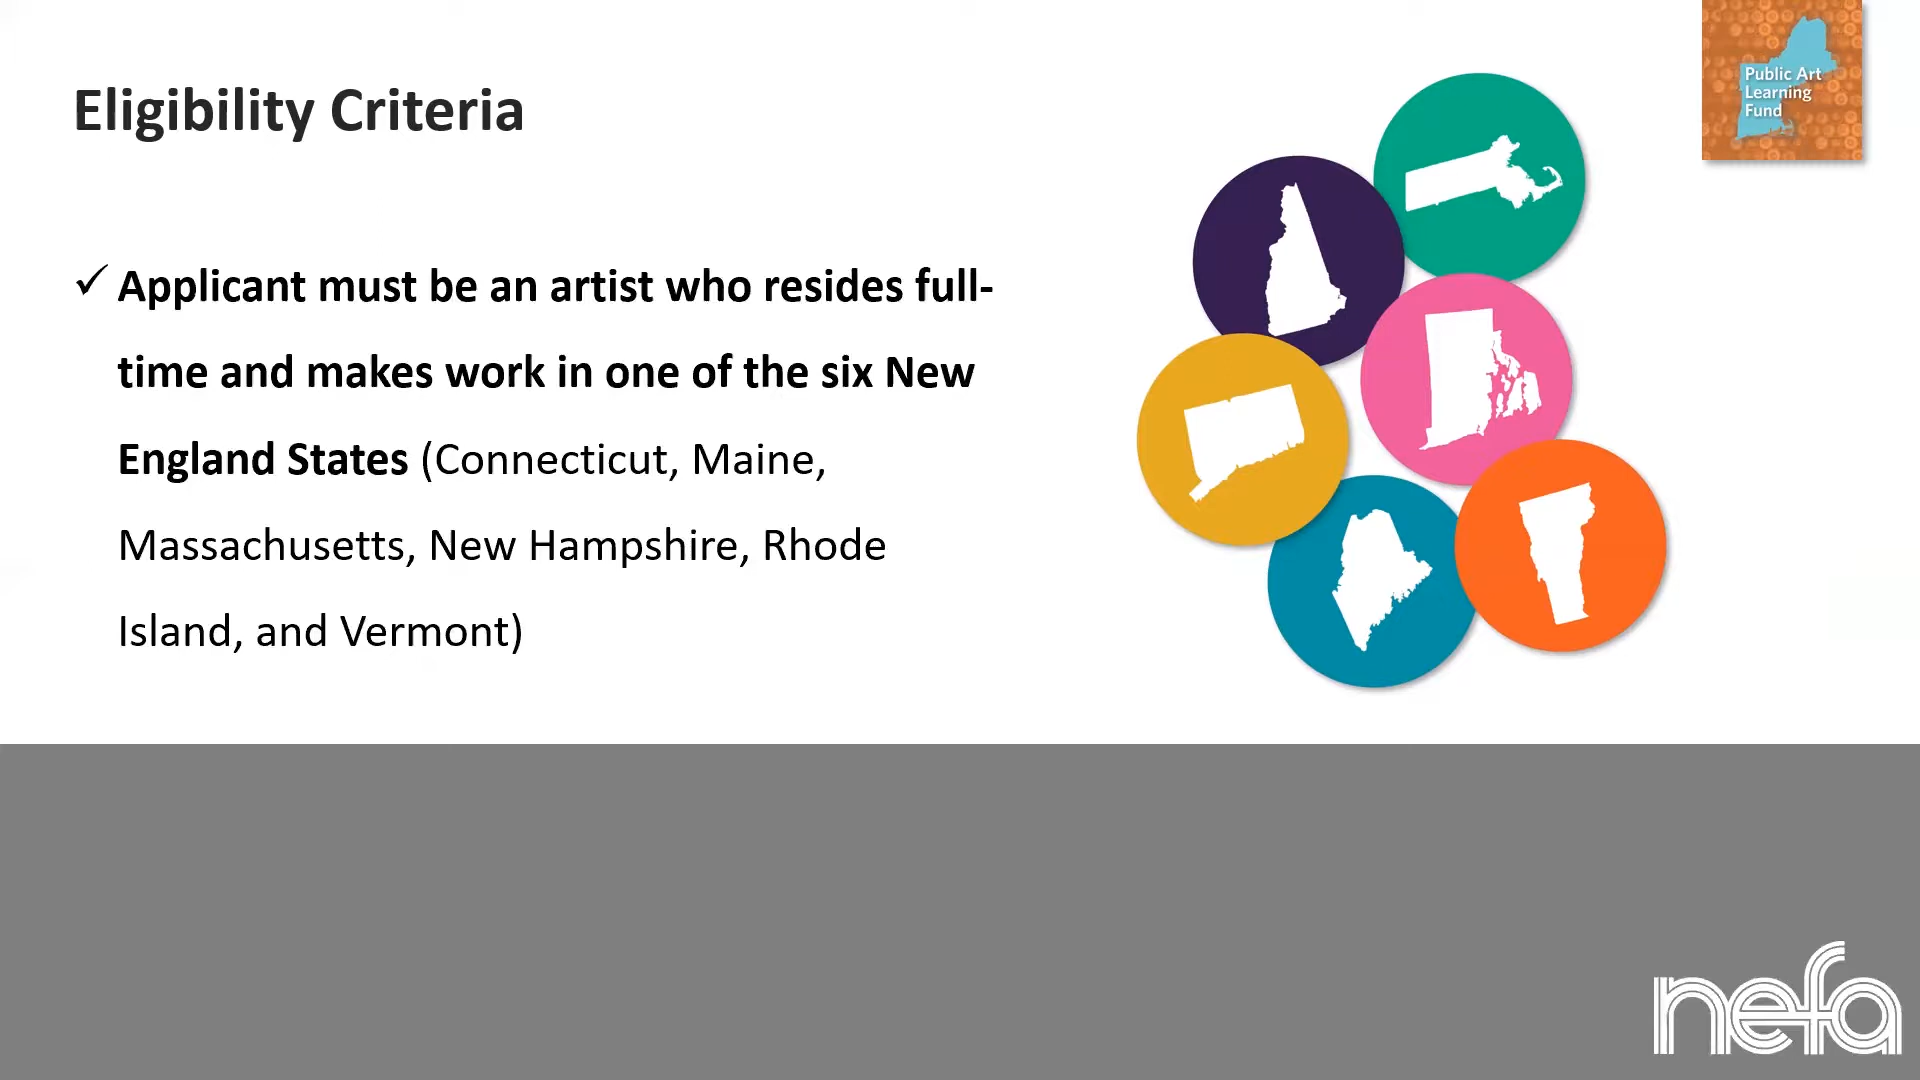 Eligibility Criteria
Public Art
Learning
Fund
✓ Applicant must be an artist who resides full-
time and makes work in one of the six New
England States (Connecticut, Maine,
Massachusetts, New Hampshire, Rhode
Island, and Vermont)
nefa